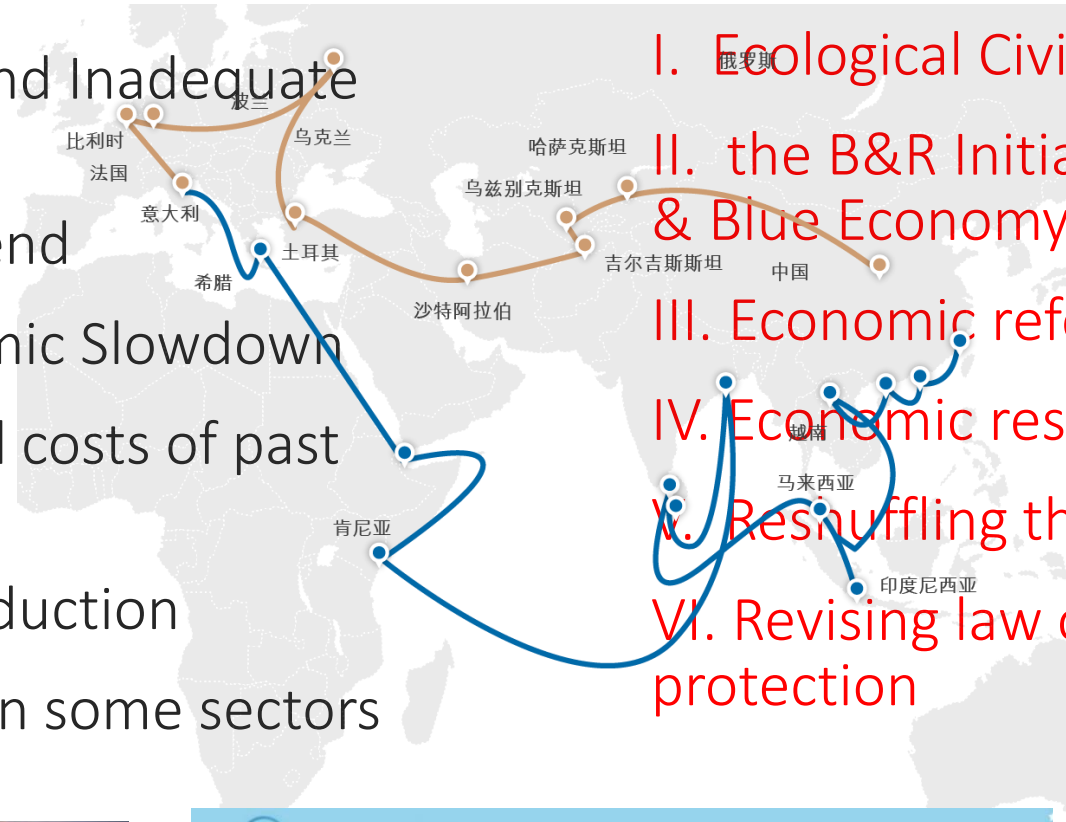 nd Inadequate
end
mic Slowdown
l costs of past
duction
n some sectors
I. Ecological Civi
II. the B&R Initia
& Blue Economy
III. Economic ref
IV. Economic res
V. Reshuffling th
VI. Revising law
protection
俄罗斯
波兰
比利时
乌克兰
法国
哈萨克斯坦
乌兹别克斯坦
意大利
土耳其
吉尔吉斯斯坦
中国
希腊
沙特阿拉伯
越南
马来西亚
肯尼亚
印度尼西亚